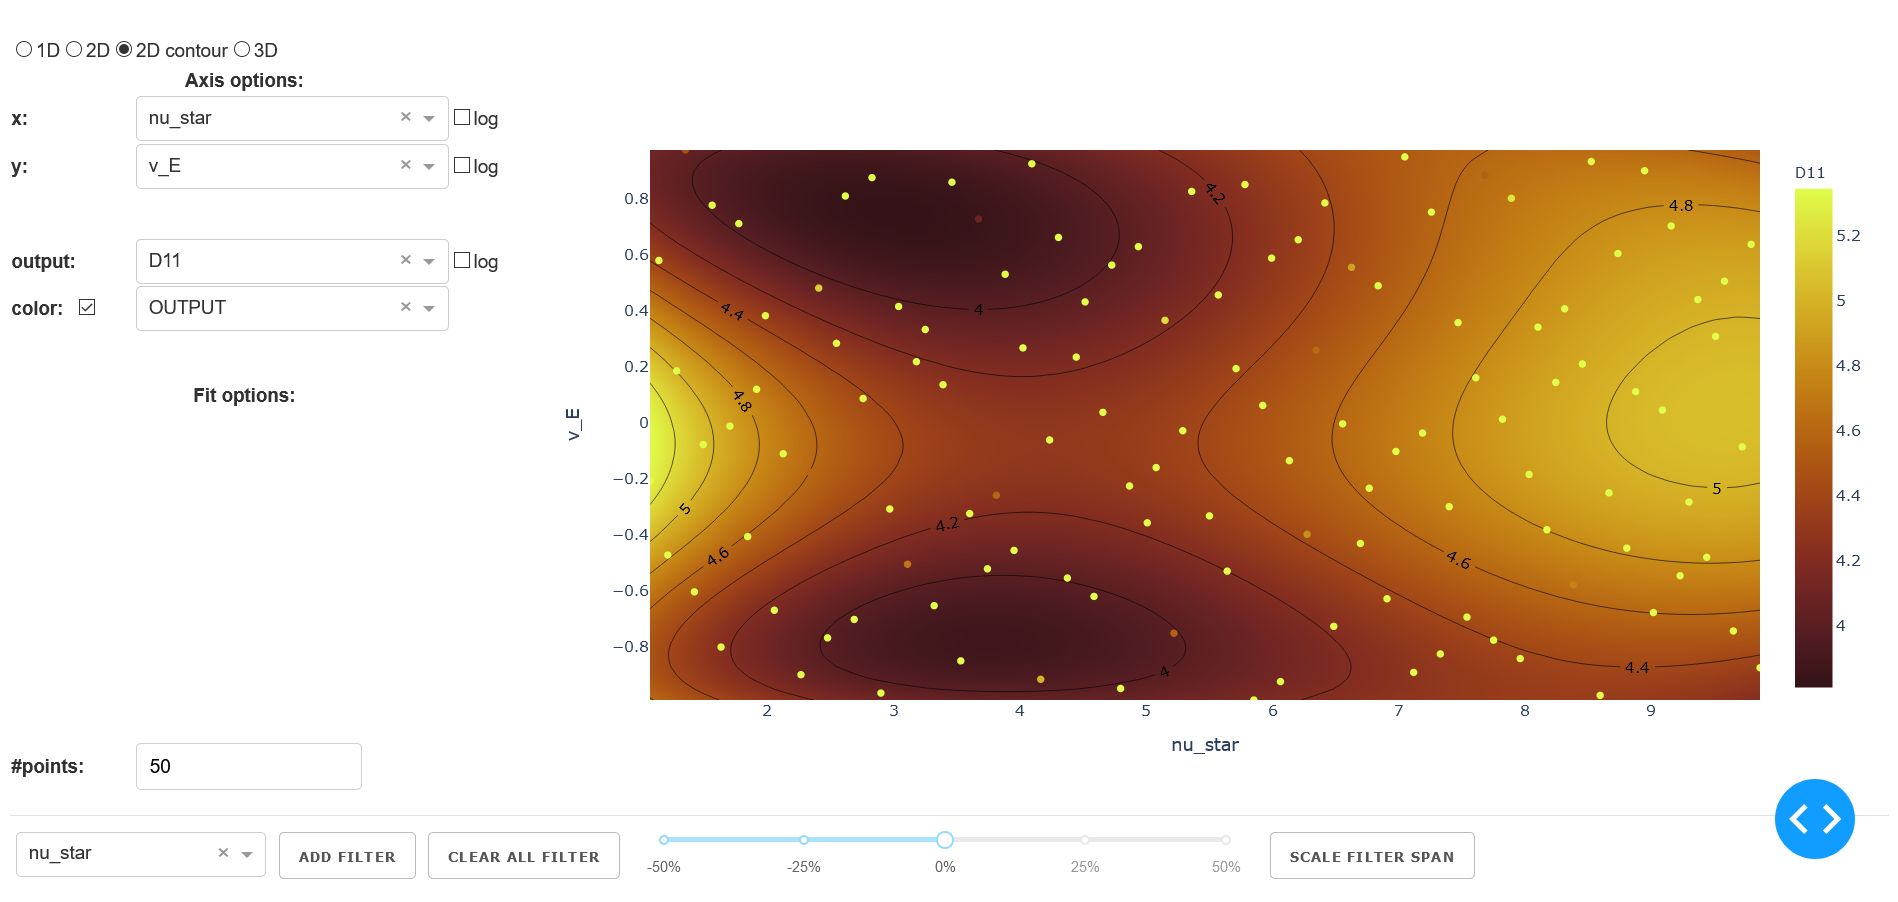 1D 2D 2D contour 3D
Axis options:
x: nu_star × log
y: v_E × log
output: D11 × log
color: OUTPUT ×
Fit options:
#points: 50
D11
5.2
5
4.8
4.6
4.4
4.2
4
0.8
0.6
0.4
0.2
0
−0.2
−0.4
−0.6
−0.8
v_E
4.2
4.8
4.4
4
4.8
5
5
4.2
4.6
4.6
4
4.4
2 3 4 5 6 7 8 9
nu_star
nu_star × ADD FILTER CLEAR ALL FILTER SCALE FILTER SPAN
-50% -25% 0% 25% 50%